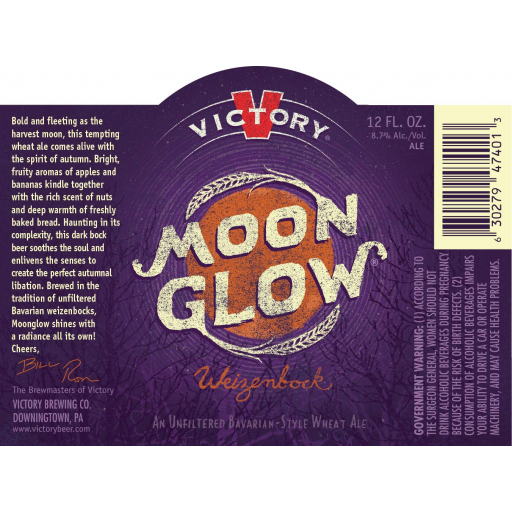 Bold and fleeting as the
harvest moon, this tempting
wheat ale comes alive with
the spirit of autumn. Bright,
fruity aromas of apples and
bananas kindle together
with the rich scent of nuts
and deep warmth of freshly
baked bread. Haunting in its
complexity, this dark bock
beer soothes the soul and
enlivens the senses to
create the perfect autumnal
libation. Brewed in the
tradition of unfiltered
Bavarian weizenbocks,
Moonglow shines with
a radiance all its own!
Cheers,
Bill Ron
The Brewmasters of Victory
VICTORY BREWING CO.
DOWNINGTOWN, PA
www.victorybeer.com
V
VICTORY®
MOON
GLOW®
Weizenbock
AN UNFILTERED BAVARIAN-STYLE WHEAT ALE
12 FL. OZ.
8.7% Alc./Vol.
ALE
6 30279 47401 3
GOVERNMENT WARNING: (1) ACCORDING TO
THE SURGEON GENERAL, WOMEN SHOULD NOT
DRINK ALCOHOLIC BEVERAGES DURING PREGNANCY
BECAUSE OF THE RISK OF BIRTH DEFECTS. (2)
CONSUMPTION OF ALCOHOLIC BEVERAGES IMPAIRS
YOUR ABILITY TO DRIVE A CAR OR OPERATE
MACHINERY, AND MAY CAUSE HEALTH PROBLEMS.